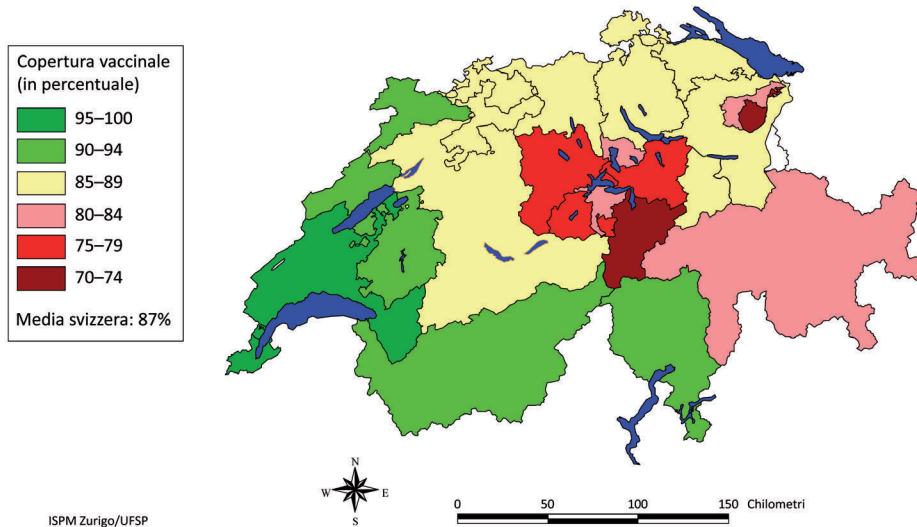 Copertura vaccinale
(in percentuale)
95–100
90–94
85–89
80–84
75–79
70–74
Media svizzera: 87%
N
W E
S
0 50 100 150 Chilometri
ISPM Zurigo/UFSP